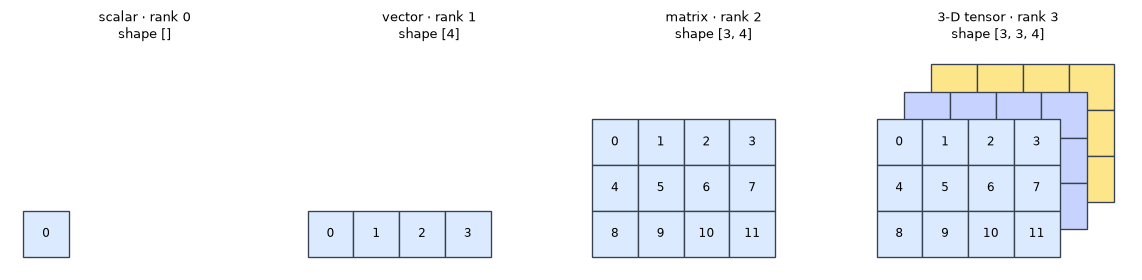 scalar · rank 0
shape []
0
vector · rank 1
shape [4]
0 1 2 3
matrix · rank 2
shape [3, 4]
0 1 2 3
4 5 6 7
8 9 10 11
3-D tensor · rank 3
shape [3, 3, 4]
0 1 2 3
4 5 6 7
8 9 10 11